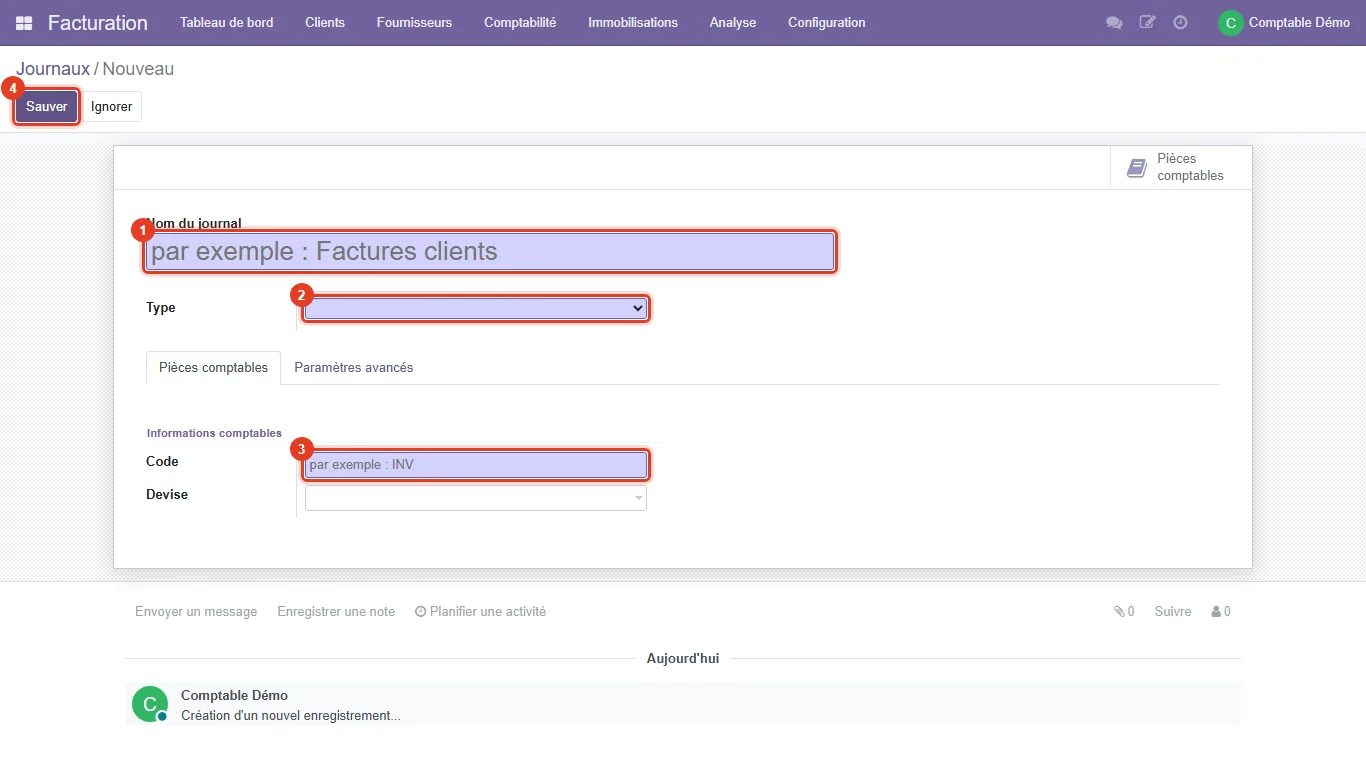 Facturation Tableau de bord Clients Fournisseurs Comptabilité Immobilisations Analyse Configuration C Comptable Démo
Journaux / Nouveau
4
Sauver Ignorer
Pièces
comptables
Nom du journal
1
par exemple : Factures clients
2
Type
Pièces comptables Paramètres avancés
Informations comptables
3
Code par exemple : INV
Devise
Envoyer un message Enregistrer une note Planifier une activité 0 Suivre 0
Aujourd'hui
C Comptable Démo
Création d'un nouvel enregistrement...